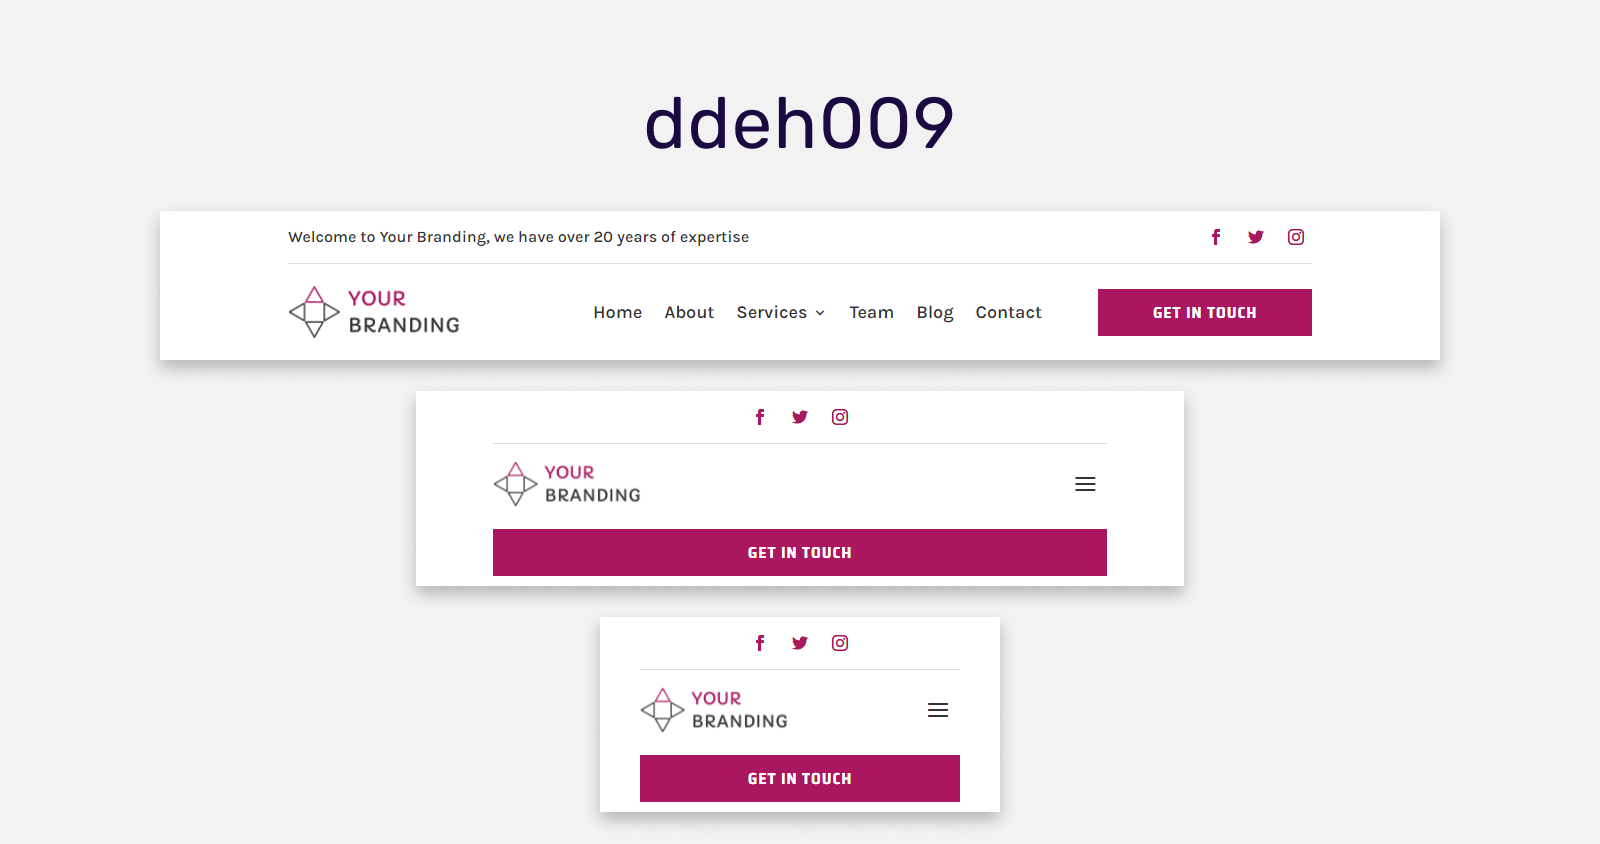 ddeh009
Welcome to Your Branding, we have over 20 years of expertise
YOUR
BRANDING
Home About Services Team Blog Contact
GET IN TOUCH
YOUR
BRANDING
GET IN TOUCH
YOUR
BRANDING
GET IN TOUCH